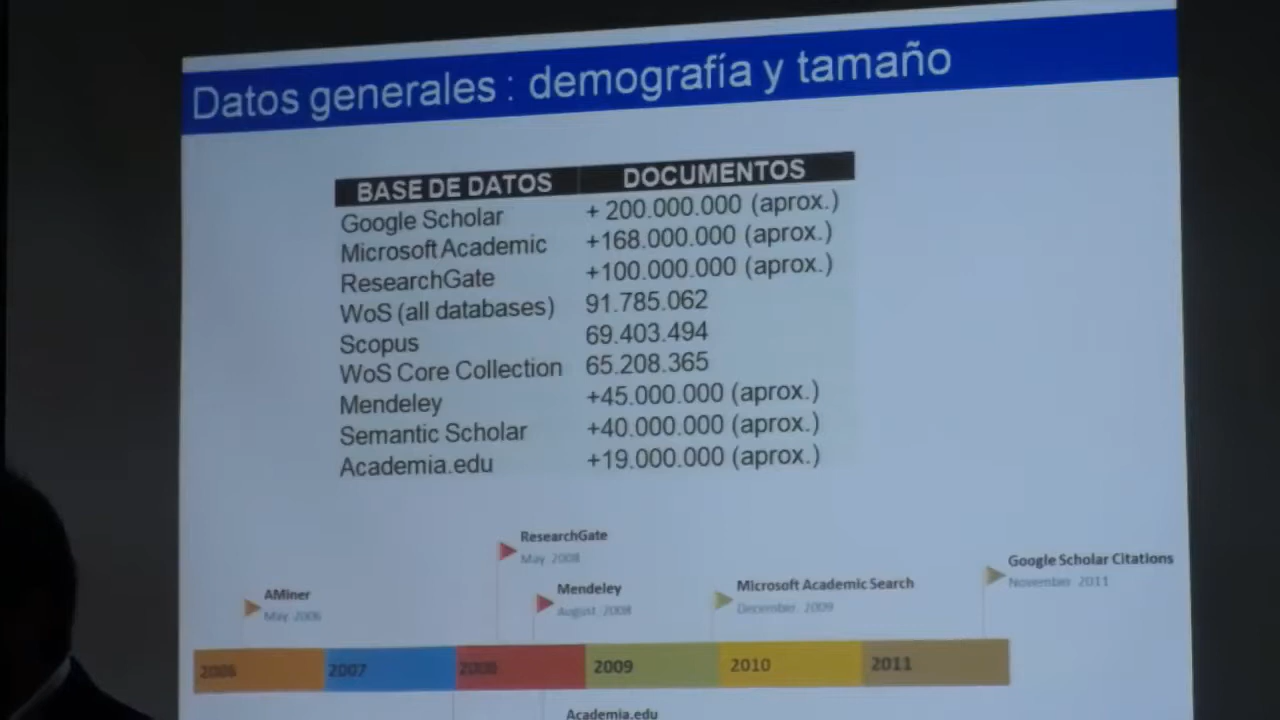 Datos generales : demografía y tamaño
BASE DE DATOS DOCUMENTOS
Google Scholar + 200.000.000 (aprox.)
Microsoft Academic +168.000.000 (aprox.)
ResearchGate +100.000.000 (aprox.)
WoS (all databases) 91.785.062
Scopus 69.403.494
WoS Core Collection 65.208.365
Mendeley +45.000.000 (aprox.)
Semantic Scholar +40.000.000 (aprox.)
Academia.edu +19.000.000 (aprox.)
ResearchGate
May 2008
Google Scholar Citations
November 2011
Mendeley
August 2008
Microsoft Academic Search
December 2009
AMiner
May 2006
2006 2007 2008 2009 2010 2011
Academia.edu